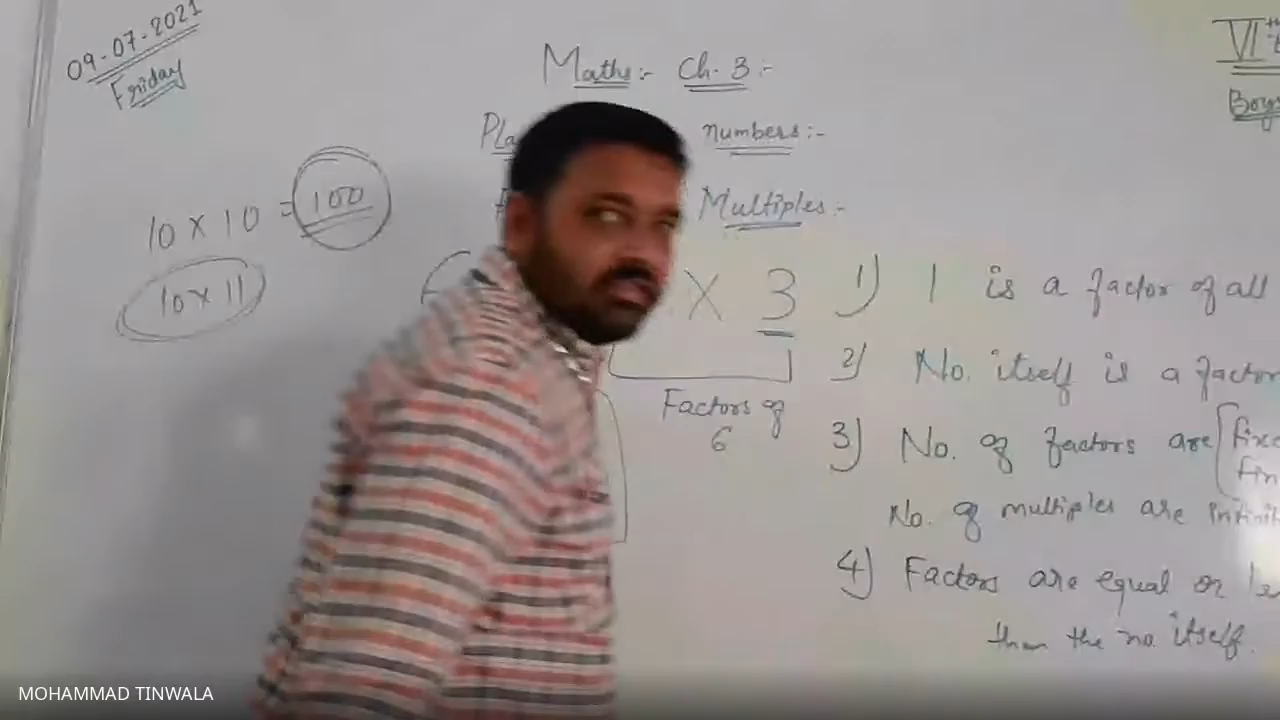 09-07-2021
Friday
Maths:- Ch. 3:-
VIth
Boys
numbers:-
Multiples:-
10 X 10 = 100
10 X 11
X 3
Factors of
6
1) 1 is a factor of all
2) No. itself is a factor
3) No. of factors are
No. of multiples are
4) Factors are equal or
than the no. itself.
MOHAMMAD TINWALA